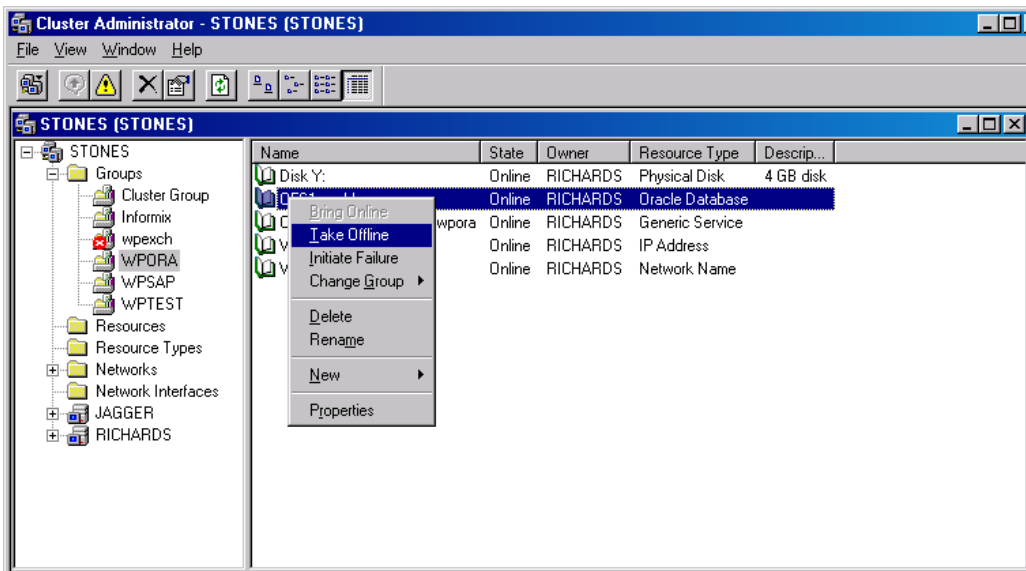 Cluster Administrator - STONES (STONES)
File View Window Help
STONES (STONES)
STONES
Groups
Cluster Group
Informix
wpexch
WPORA
WPSAP
WPTEST
Resources
Resource Types
Networks
Network Interfaces
JAGGER
RICHARDS
Name State Owner Resource Type Descrip...
Disk Y: Online RICHARDS Physical Disk 4 GB disk
Online RICHARDS Oracle Database
wpora Online RICHARDS Generic Service
Online RICHARDS IP Address
Online RICHARDS Network Name
Bring Online
Take Offline
Initiate Failure
Change Group
Delete
Rename
New
Properties